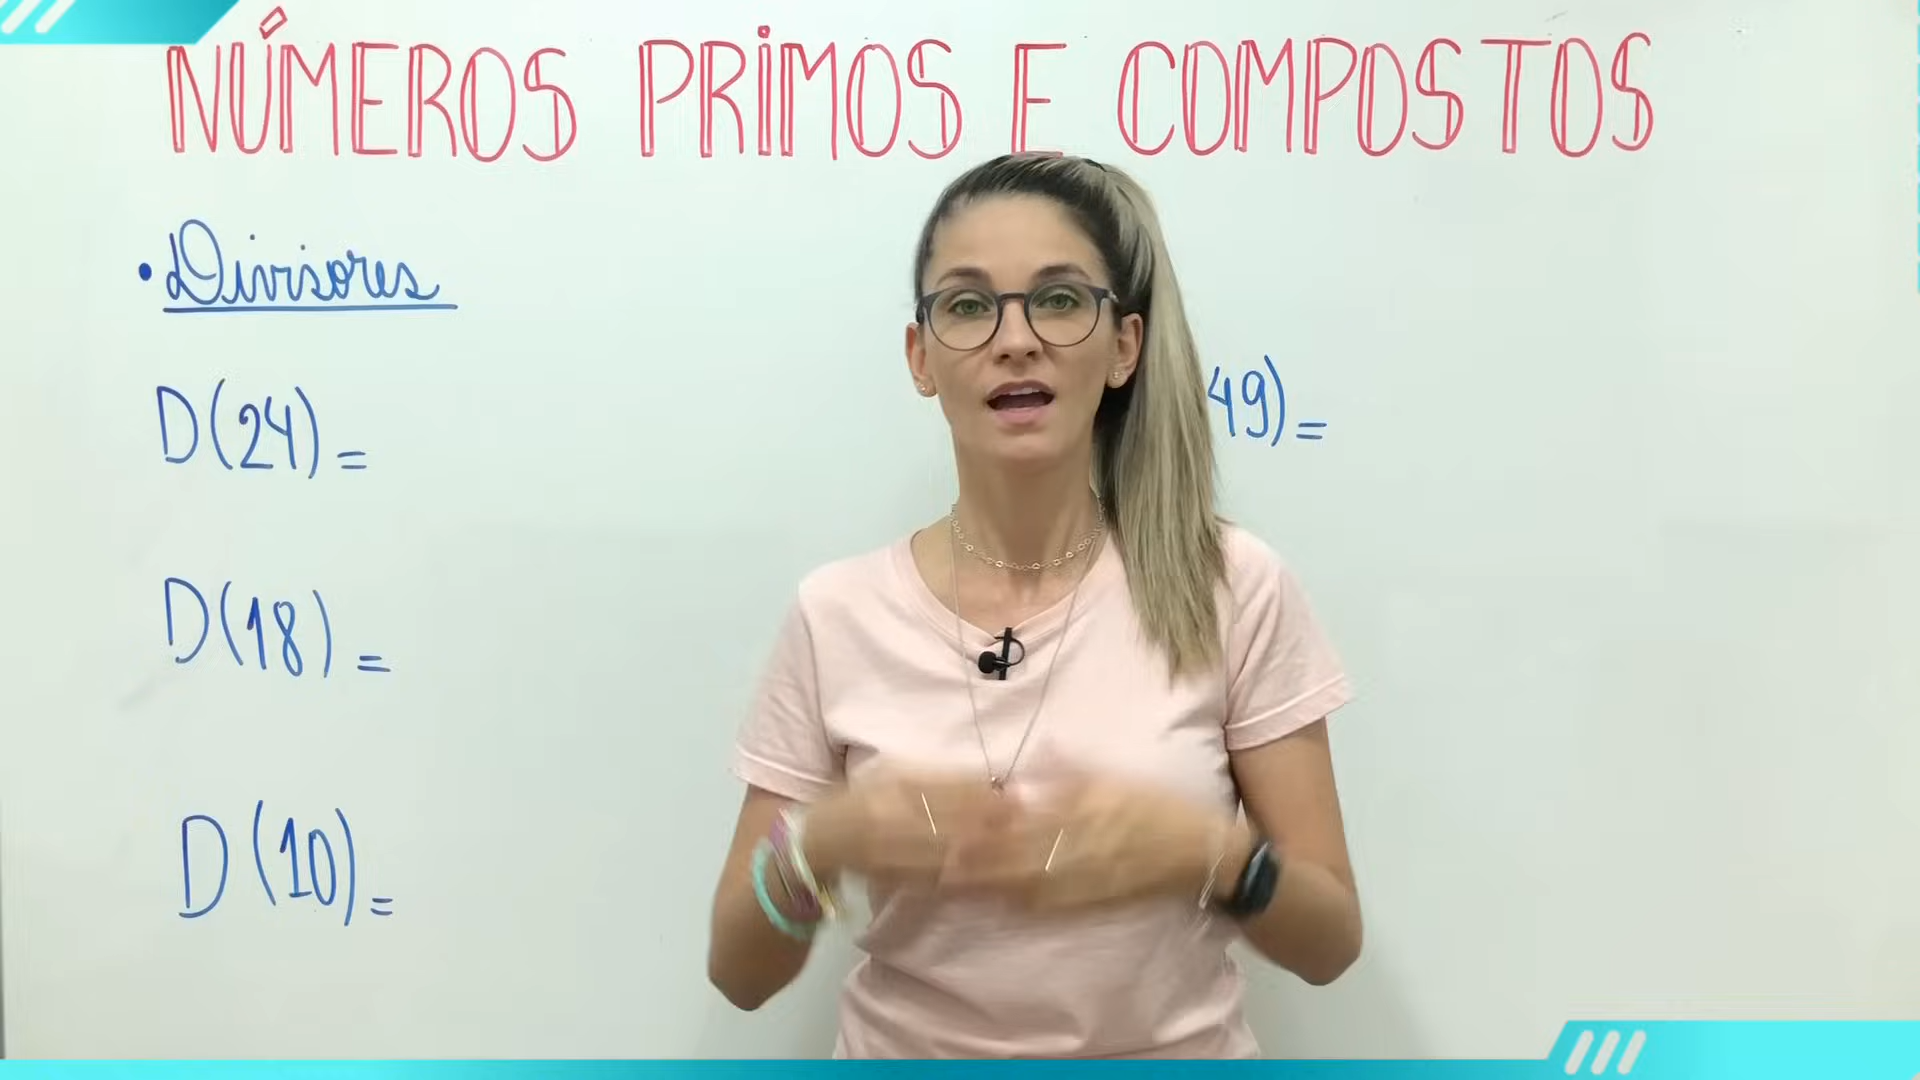 NÚMEROS PRIMOS E COMPOSTOS
• Divisores
D(24) =
49) =
D(18) =
D(10) =